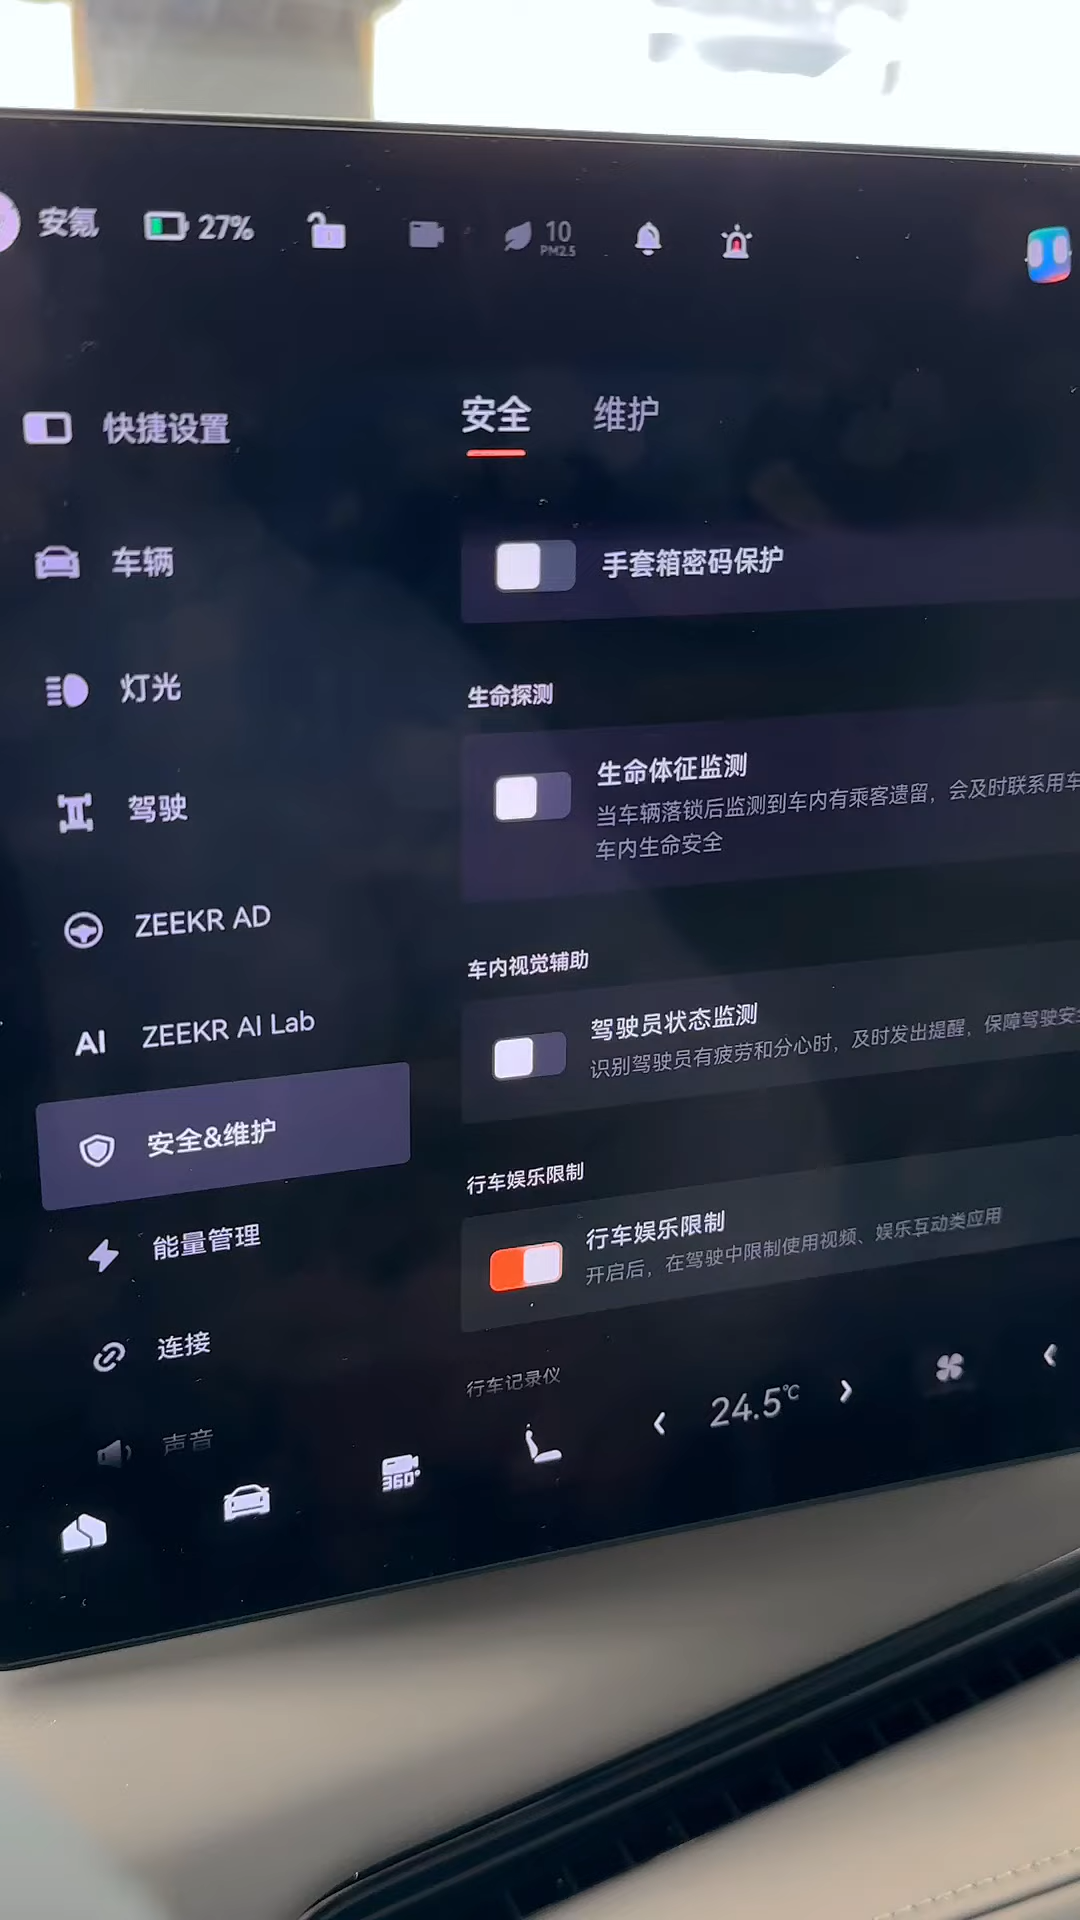 安氪
27%
10
PM2.5
快捷设置
车辆
灯光
驾驶
ZEEKR AD
AI ZEEKR AI Lab
安全&维护
能量管理
连接
声音
安全 维护
手套箱密码保护
生命探测
生命体征监测
当车辆落锁后监测到车内有乘客遗留，会及时联系用车
车内生命安全
车内视觉辅助
驾驶员状态监测
识别驾驶员有疲劳和分心时，及时发出提醒，保障驾驶安全
行车娱乐限制
行车娱乐限制
开启后，在驾驶中限制使用视频、娱乐互动类应用
行车记录仪
360°
24.5°C